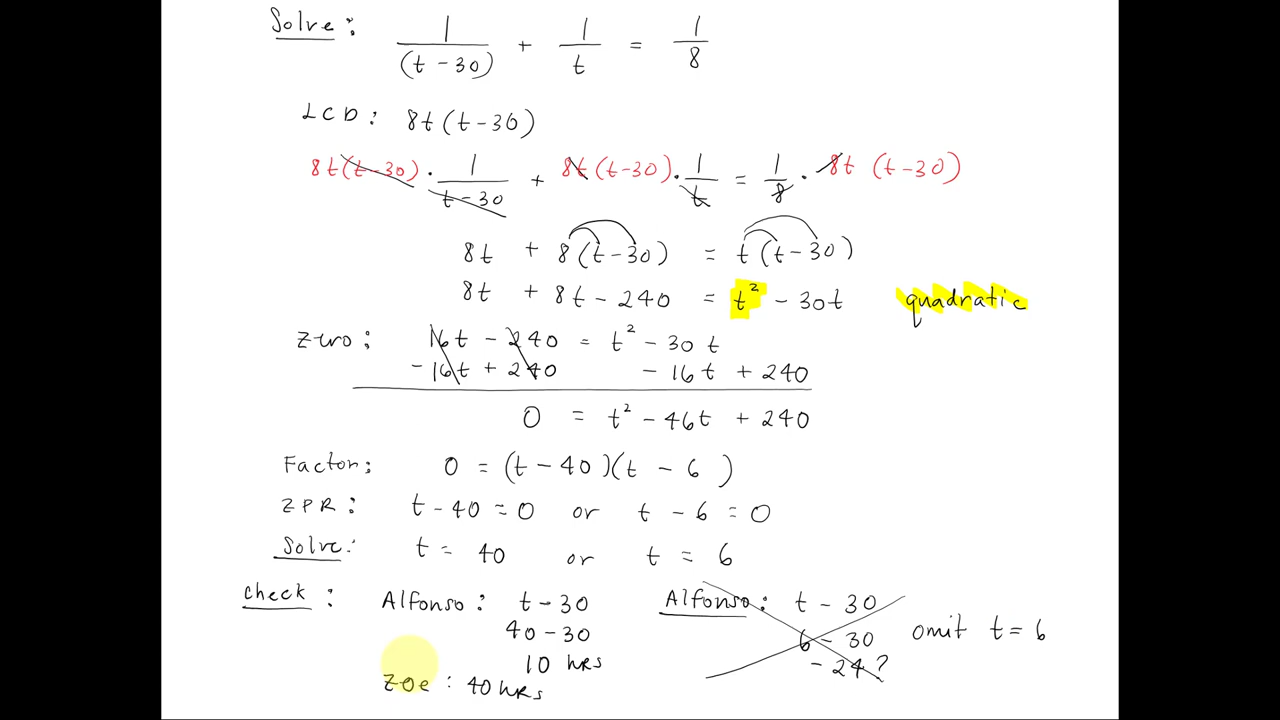 Solve: 1/(t - 30) + 1/t = 1/8
LCD: 8t(t-30)
8t(t-30) · 1/(t-30) + 8t(t-30) · 1/t = 1/8 · 8t (t-30)
8t + 8(t-30) = t(t-30)
8t + 8t - 240 = t² - 30t quadratic
Zero: 16t - 240 = t² - 30t
-16t + 240 - 16t + 240
0 = t² - 46t + 240
Factor: 0 = (t-40)(t - 6)
ZPR: t-40=0 or t - 6 = 0
Solve: t = 40 or t = 6
Check: Alfonso: t-30 Alfonso: t - 30
40-30 6 - 30 omit t=6
10 hrs - 24?
Zoe: 40 hrs